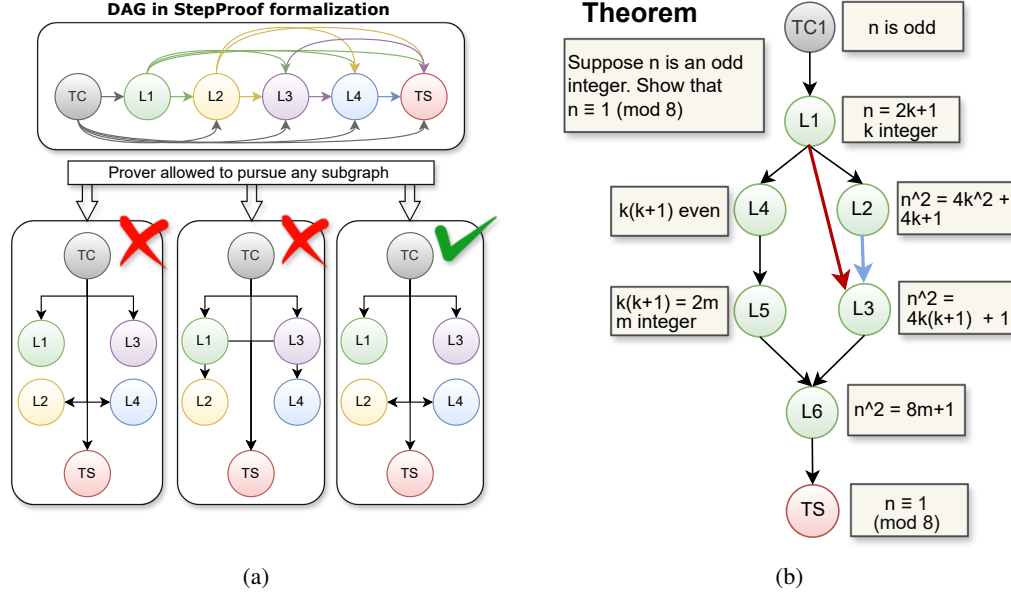 DAG in StepProof formalization
TC
L1
L2
L3
L4
TS
Prover allowed to pursue any subgraph
TC
L1
L3
L2
L4
TS
TC
L1
L3
L2
L4
TS
TC
L1
L3
L2
L4
TS
(a)
Theorem
Suppose n is an odd
integer. Show that
n ≡ 1 (mod 8)
TC1
n is odd
L1
n = 2k+1
k integer
k(k+1) even
L4
L2
n^2 = 4k^2 +
4k+1
k(k+1) = 2m
m integer
L5
L3
n^2 =
4k(k+1) + 1
L6
n^2 = 8m+1
TS
n ≡ 1
(mod 8)
(b)